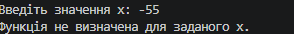 Введіть значення x: -55
Функція не визначена для заданого x.